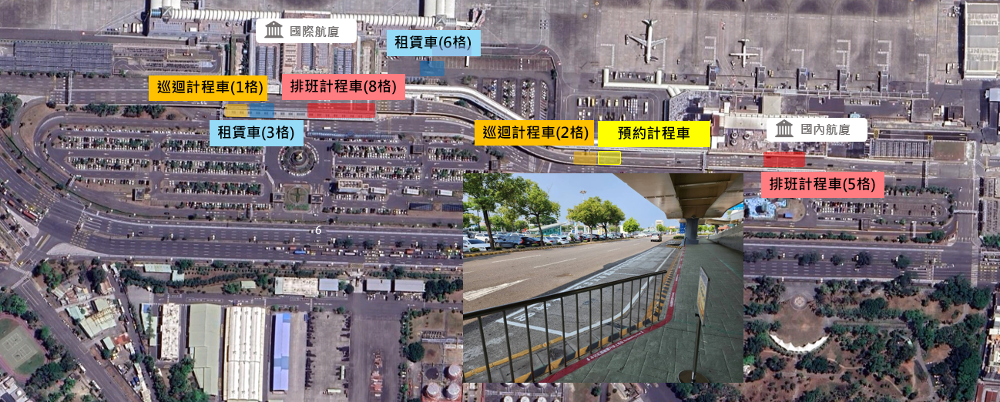 國際航廈
租賃車(6格)
巡迴計程車(1格)
排班計程車(8格)
租賃車(3格)
巡迴計程車(2格)
預約計程車
國內航廈
排班計程車(5格)
6